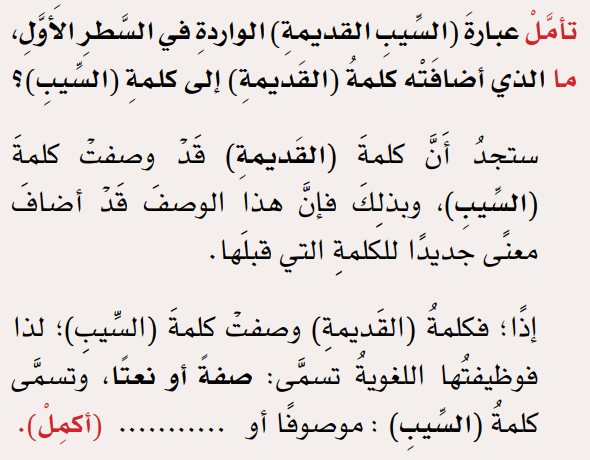 تأمَّلْ عبارةَ (السِّيبِ القديمةِ) الواردةِ في السَّطرِ الأَوَّلِ،
ما الذي أضافَتْه كلمةُ (القَديمةِ) إلى كلمةِ (السِّيبِ)؟
ستجدُ أَنَّ كلمةَ (القَديمةِ) قَدْ وصفتْ كلمةَ
(السِّيبِ)، وبذلِكَ فإنَّ هذا الوصفَ قَدْ أضافَ
معنًى جديدًا للكلمةِ التي قبلَها.
إذًا؛ فكلمةُ (القَديمةِ) وصفتْ كلمةَ (السِّيبِ)؛ لذا
فوظيفتُها اللغويةُ تسمَّى: صفةً أو نعتًا، وتسمَّى
كلمةُ (السِّيبِ) : موصوفًا أو ........... (أكمِلْ).